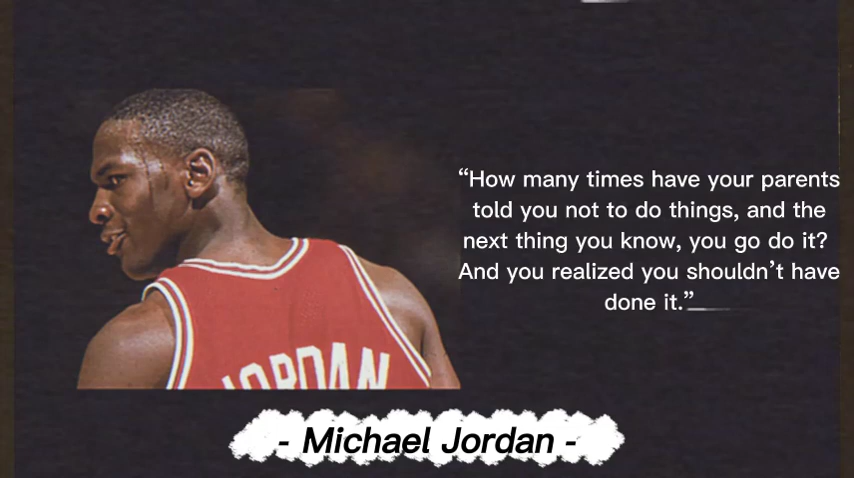 JORDAN
“How many times have your parents
told you not to do things, and the
next thing you know, you go do it?
And you realized you shouldn’t have
done it.”
- Michael Jordan -